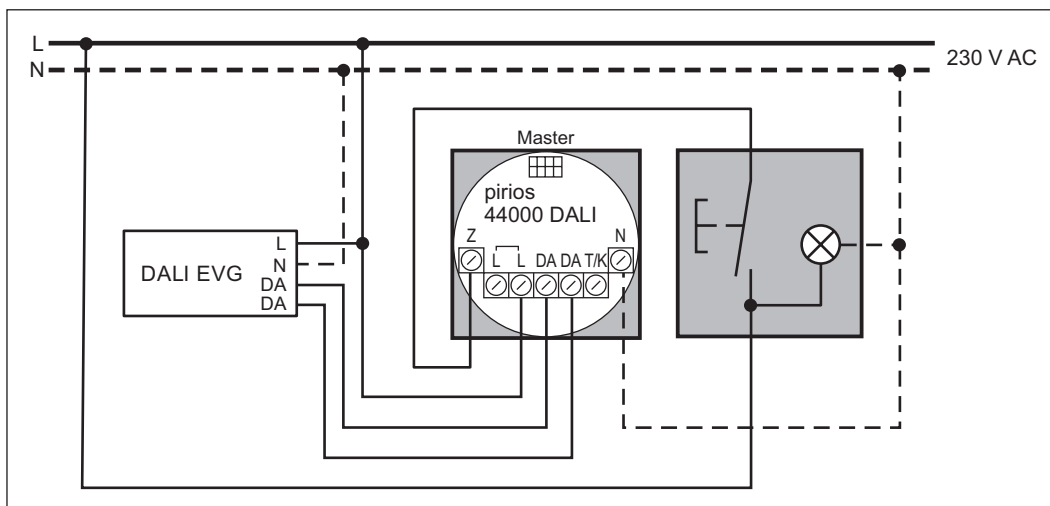 L
N
230 V AC
Master
pirios
44000 DALI
Z
N
L L DA DA T/K
DALI EVG
L
N
DA
DA